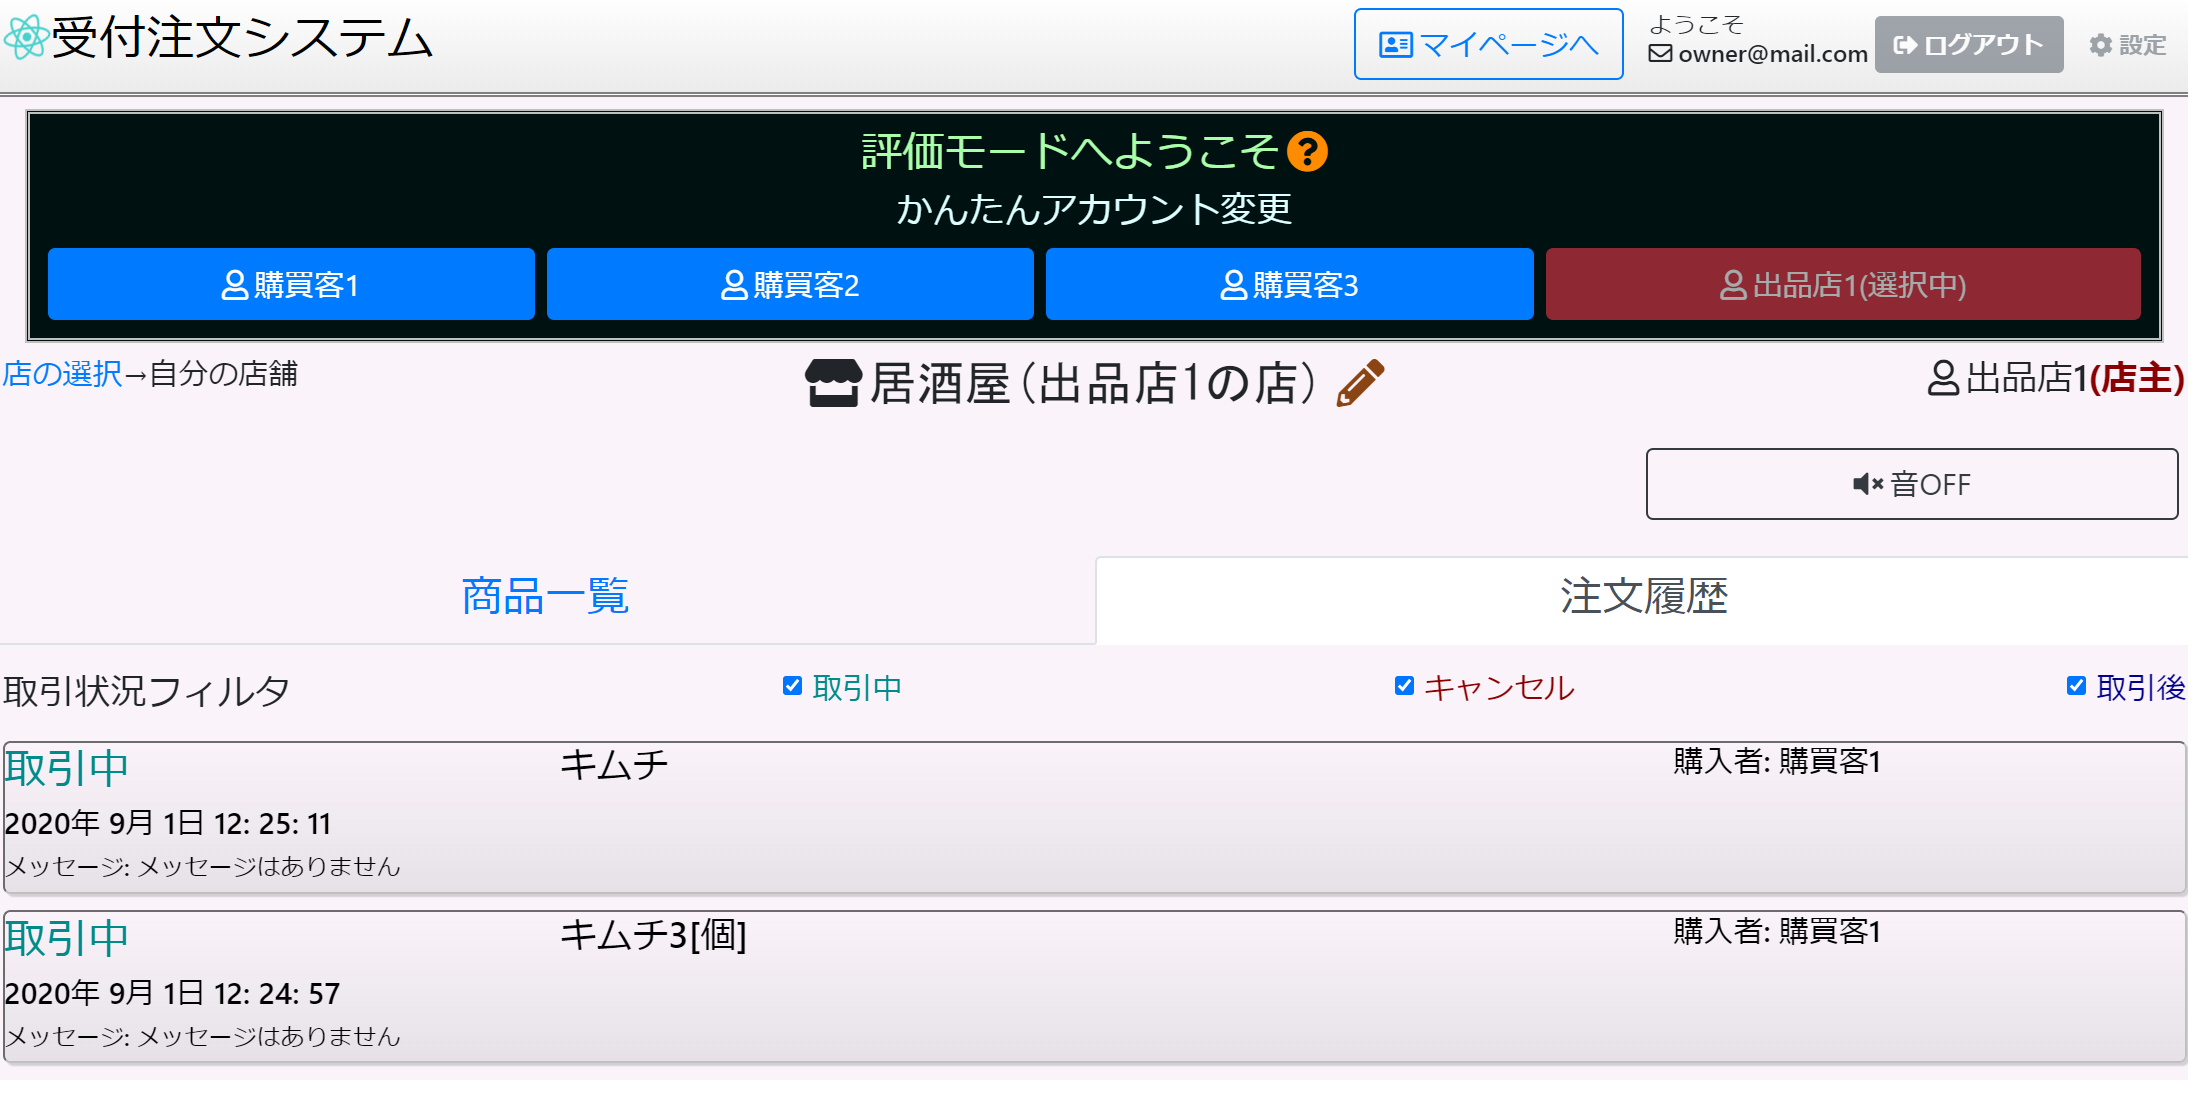 受付注文システム
マイページへ
ようこそ
owner@mail.com
ログアウト
設定
評価モードへようこそ
かんたんアカウント変更
購買客1
購買客2
購買客3
出品店1(選択中)
店の選択→自分の店舗
居酒屋(出品店1の店)
出品店1(店主)
音OFF
商品一覧
注文履歴
取引状況フィルタ
取引中
キャンセル
取引後
取引中
キムチ
購入者: 購買客1
2020年 9月 1日 12: 25: 11
メッセージ: メッセージはありません
取引中
キムチ3[個]
購入者: 購買客1
2020年 9月 1日 12: 24: 57
メッセージ: メッセージはありません